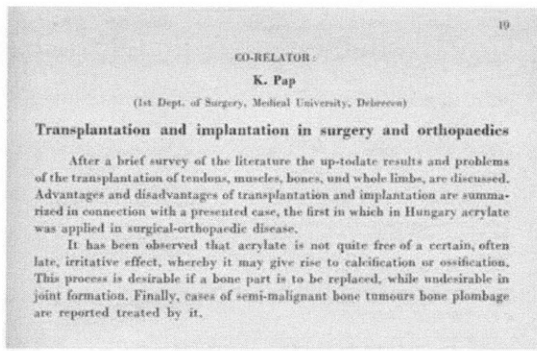 19
CO-RELATOR:
K. Pap
(1st Dept. of Surgery, Medical University, Debrecen)
Transplantation and implantation in surgery and orthopaedics
After a brief survey of the literature the up-todate results and problems
of the transplantation of tendons, muscles, bones, und whole limbs, are discussed.
Advantages and disadvantages of transplantation and implantation are summa-
rized in connection with a presented case, the first in which in Hungary acrylate
was applied in surgical-orthopaedic disease.
It has been observed that acrylate is not quite free of a certain, often
late, irritative effect, whereby it may give rise to calcification or ossification.
This process is desirable if a bone part is to be replaced, while undesirable in
joint formation. Finally, cases of semi-malignant bone tumours bone plombage
are reported treated by it.